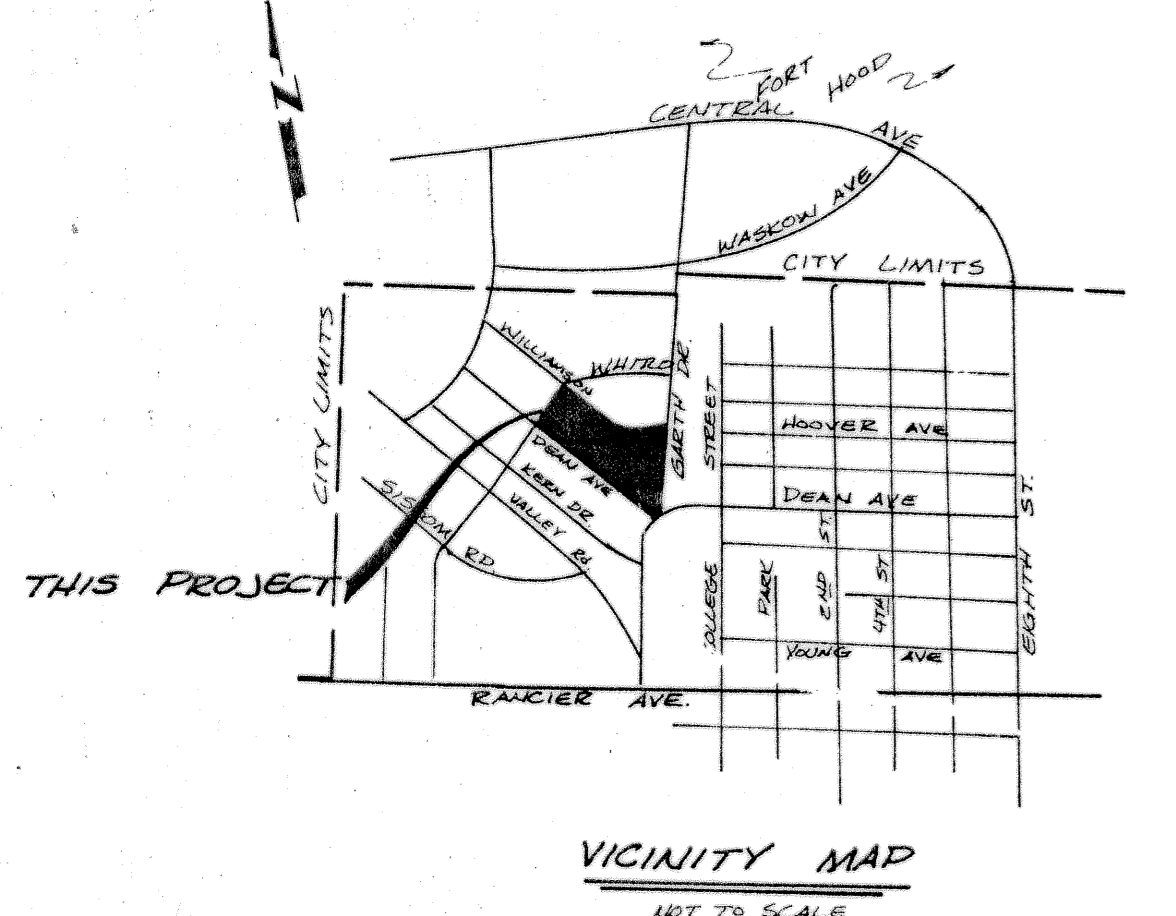 N
FORT HOOD
CENTRAL AVE
WASKOW AVE
CITY LIMITS
CITY LIMITS
WILLIAMSON
WHITRO
GARTH DR.
STREET
HOOVER AVE
DEAN AVE
DEAN AVE
KERN DR.
VALLEY Rd
SISSOM RD
THIS PROJECT
OLLEGE
PARK
2ND ST.
4TH ST
EIGHTH ST.
YOUNG AVE
RANCIER AVE.
VICINITY MAP
NOT TO SCALE